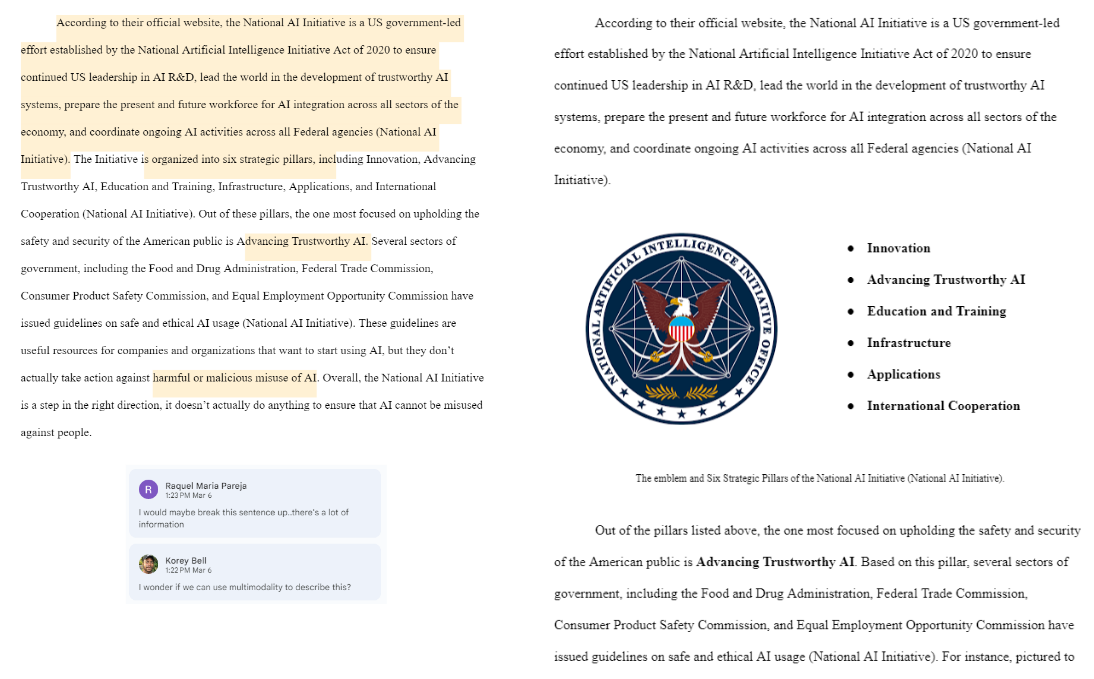 According to their official website, the National AI Initiative is a US government-led
effort established by the National Artificial Intelligence Initiative Act of 2020 to ensure
continued US leadership in AI R&D, lead the world in the development of trustworthy AI
systems, prepare the present and future workforce for AI integration across all sectors of the
economy, and coordinate ongoing AI activities across all Federal agencies (National AI
Initiative). The Initiative is organized into six strategic pillars, including Innovation, Advancing
Trustworthy AI, Education and Training, Infrastructure, Applications, and International
Cooperation (National AI Initiative). Out of these pillars, the one most focused on upholding the
safety and security of the American public is Advancing Trustworthy AI. Several sectors of
government, including the Food and Drug Administration, Federal Trade Commission,
Consumer Product Safety Commission, and Equal Employment Opportunity Commission have
issued guidelines on safe and ethical AI usage (National AI Initiative). These guidelines are
useful resources for companies and organizations that want to start using AI, but they don't
actually take action against harmful or malicious misuse of AI. Overall, the National AI Initiative
is a step in the right direction, it doesn't actually do anything to ensure that AI cannot be misused
against people.
R
Raquel Maria Pareja
1:23 PM Mar 6
I would maybe break this sentence up..there's a lot of
information
Korey Bell
1:22 PM Mar 6
I wonder if we can use multimodality to describe this?
According to their official website, the National AI Initiative is a US government-led
effort established by the National Artificial Intelligence Initiative Act of 2020 to ensure
continued US leadership in AI R&D, lead the world in the development of trustworthy AI
systems, prepare the present and future workforce for AI integration across all sectors of the
economy, and coordinate ongoing AI activities across all Federal agencies (National AI
Initiative).
NATIONAL ARTIFICIAL INTELLIGENCE INITIATIVE OFFICE
● Innovation
● Advancing Trustworthy AI
● Education and Training
● Infrastructure
● Applications
● International Cooperation
The emblem and Six Strategic Pillars of the National AI Initiative (National AI Initiative).
Out of the pillars listed above, the one most focused on upholding the safety and security
of the American public is Advancing Trustworthy AI. Based on this pillar, several sectors of
government, including the Food and Drug Administration, Federal Trade Commission,
Consumer Product Safety Commission, and Equal Employment Opportunity Commission have
issued guidelines on safe and ethical AI usage (National AI Initiative). For instance, pictured to